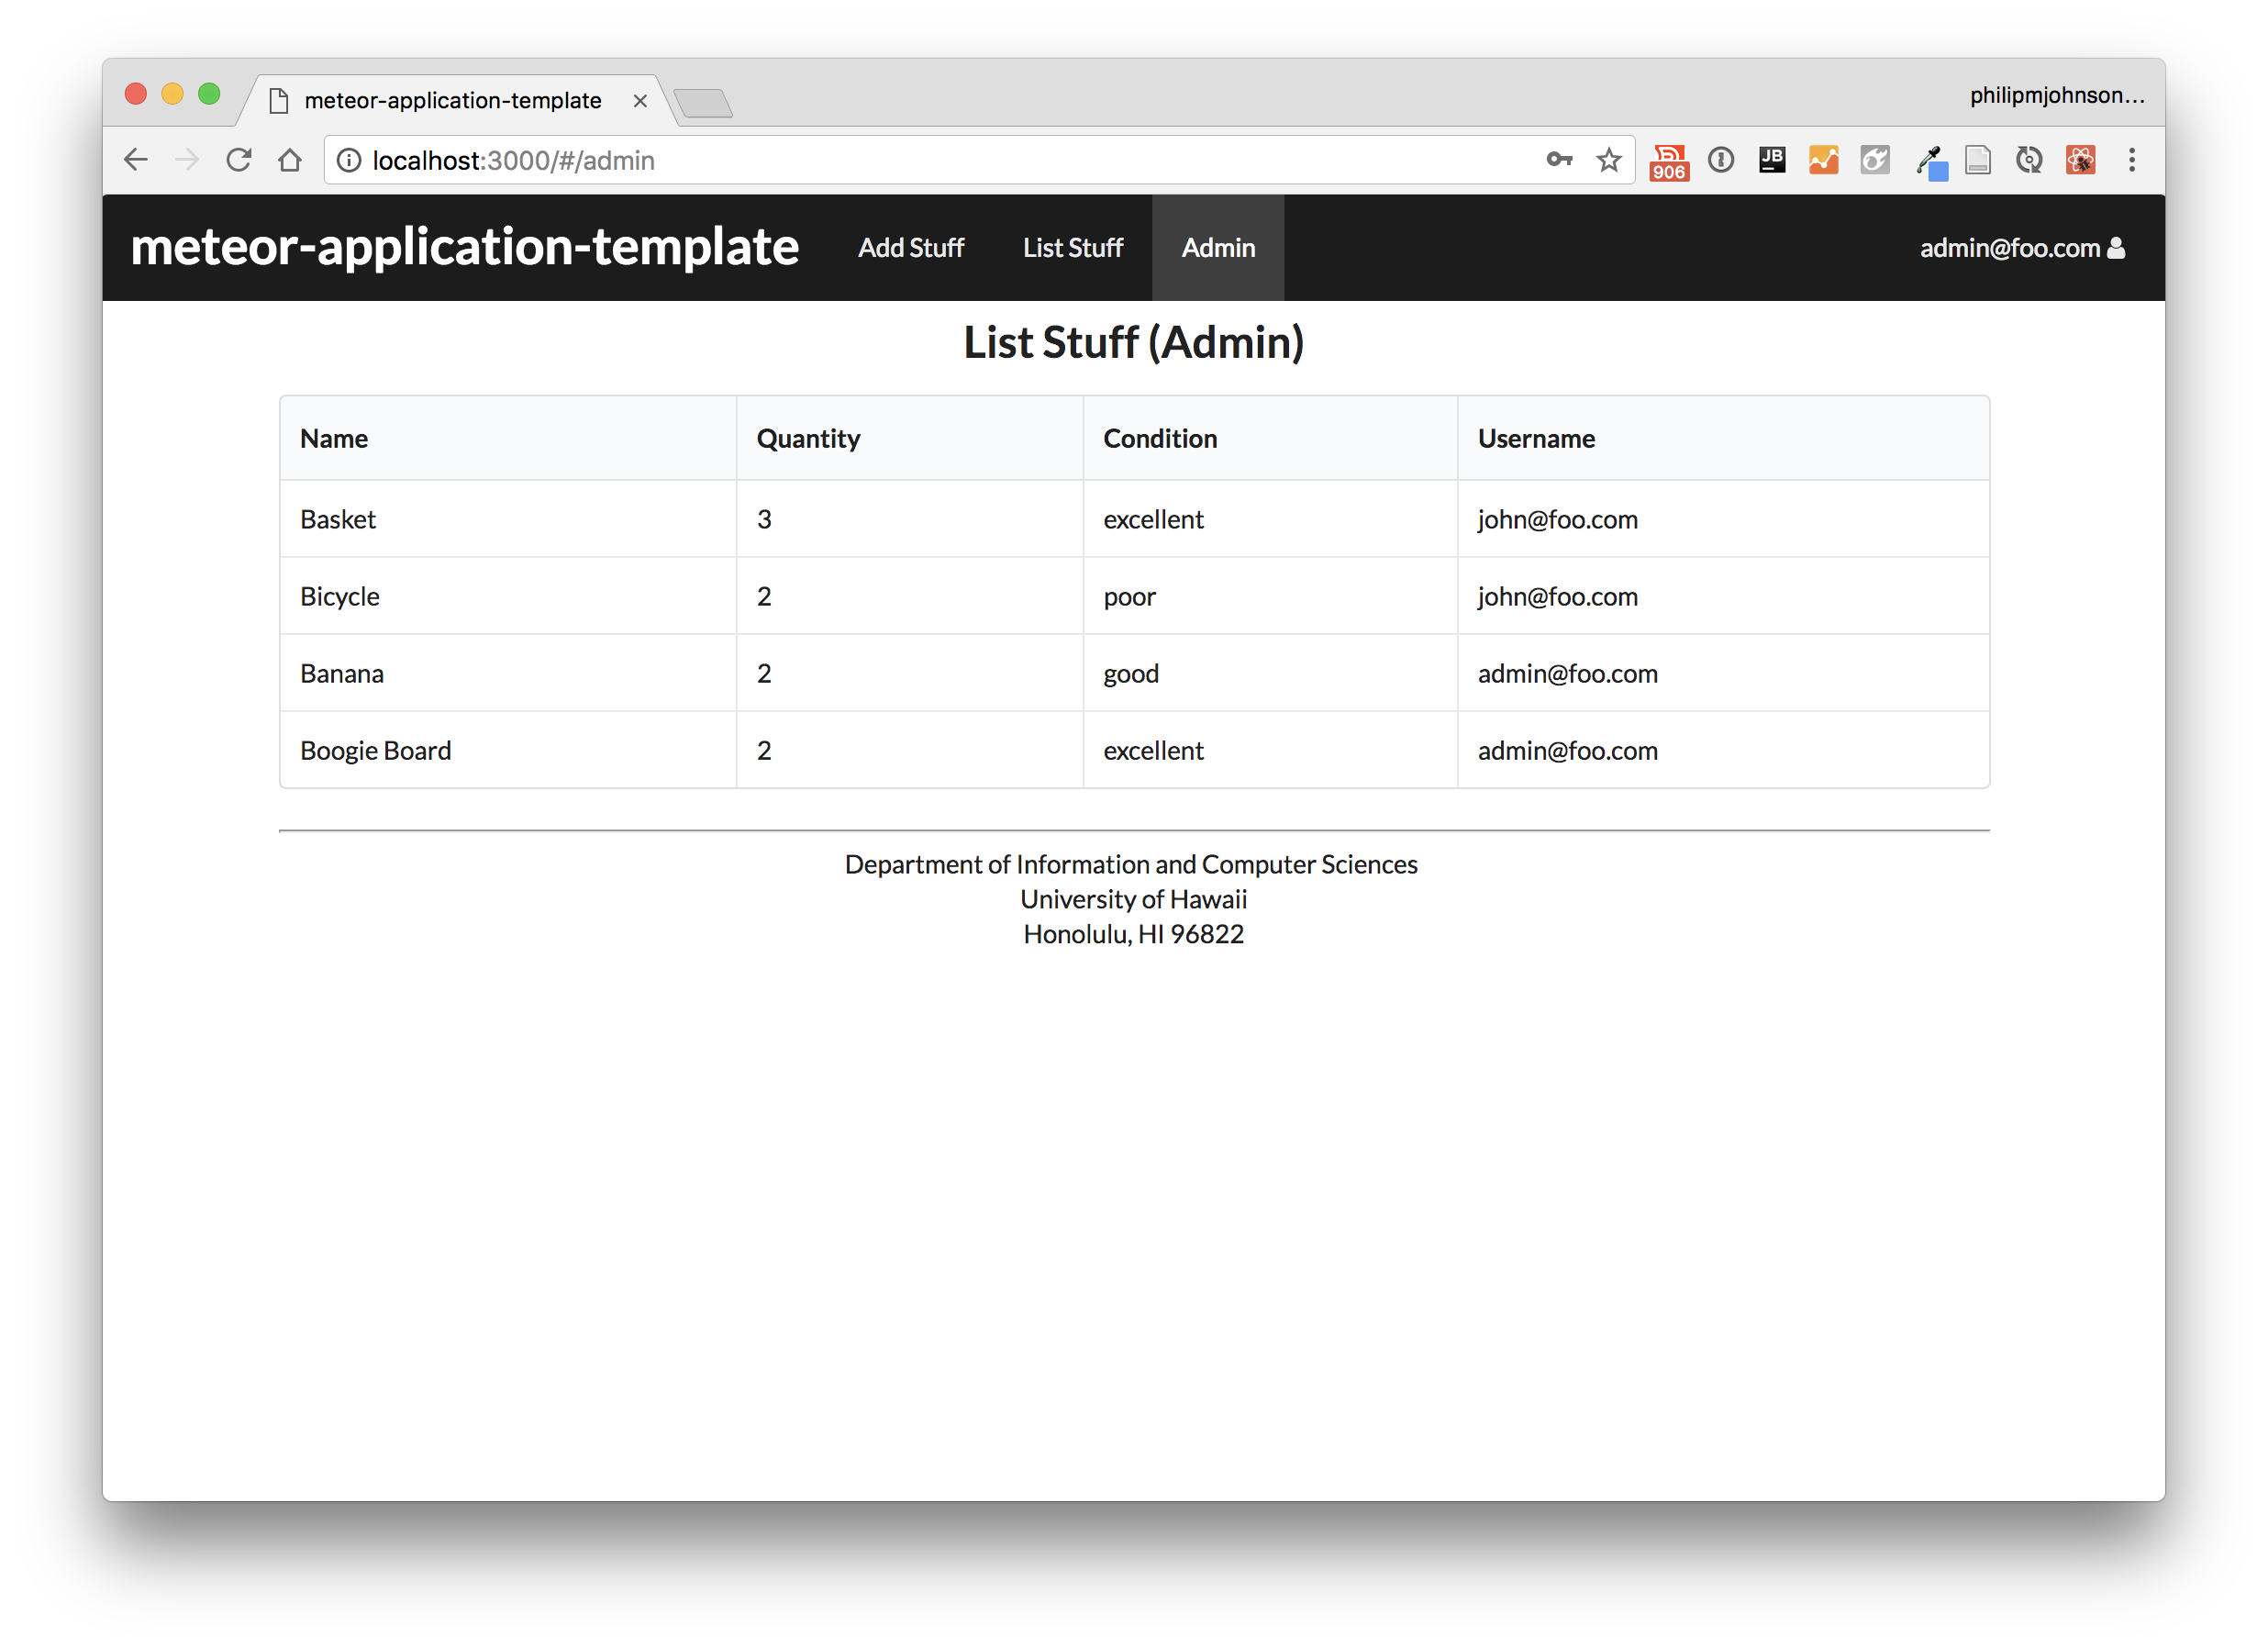 meteor-application-template
philipmjohnson...
localhost:3000/#/admin
906
JB
meteor-application-template Add Stuff List Stuff Admin admin@foo.com
List Stuff (Admin)
Name Quantity Condition Username
Basket 3 excellent john@foo.com
Bicycle 2 poor john@foo.com
Banana 2 good admin@foo.com
Boogie Board 2 excellent admin@foo.com
Department of Information and Computer Sciences
University of Hawaii
Honolulu, HI 96822